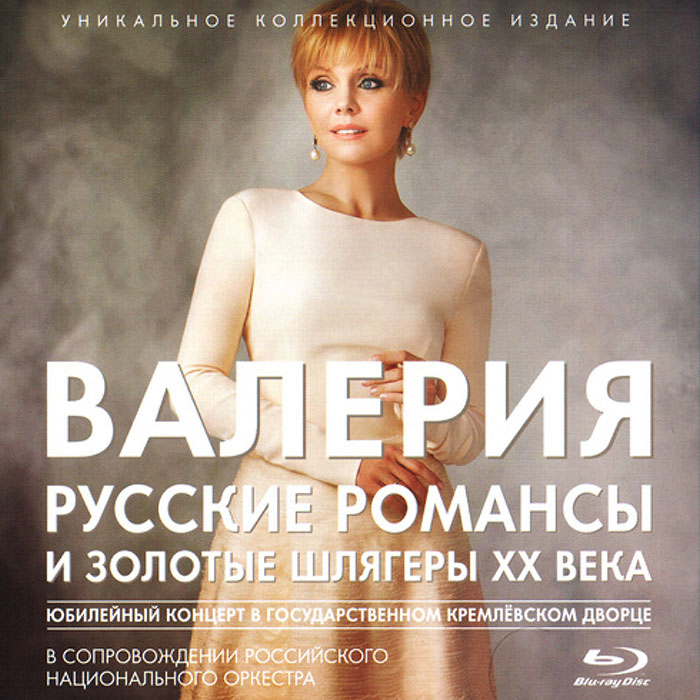 УНИКАЛЬНОЕ КОЛЛЕКЦИОННОЕ ИЗДАНИЕ
ВАЛЕРИЯ
РУССКИЕ РОМАНСЫ
И ЗОЛОТЫЕ ШЛЯГЕРЫ XX ВЕКА
ЮБИЛЕЙНЫЙ КОНЦЕРТ В ГОСУДАРСТВЕННОМ КРЕМЛЁВСКОМ ДВОРЦЕ
В СОПРОВОЖДЕНИИ РОССИЙСКОГО
НАЦИОНАЛЬНОГО ОРКЕСТРА
Blu-ray Disc